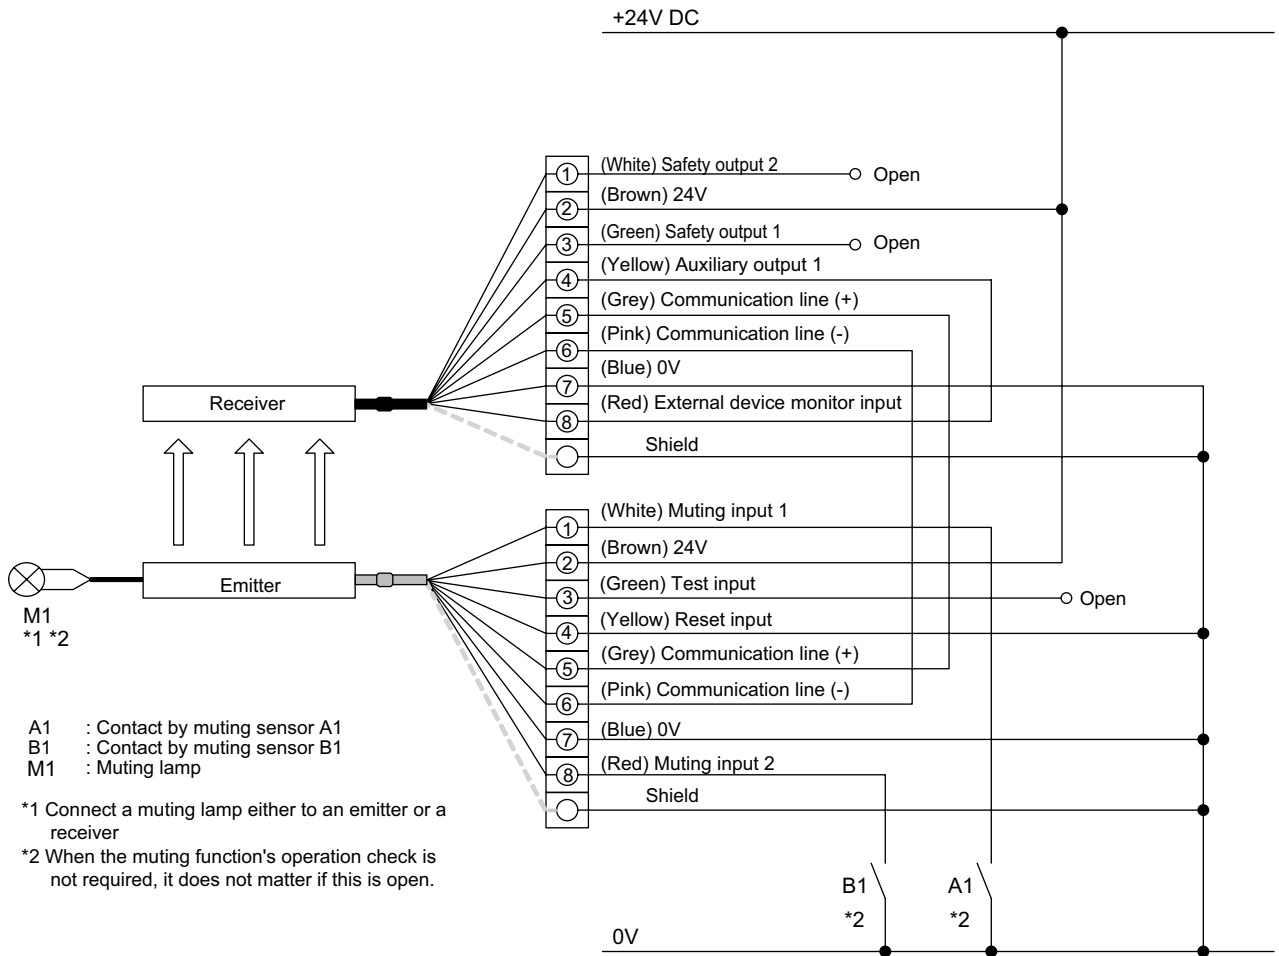 +24V DC
1 (White) Safety output 2 Open
2 (Brown) 24V
3 (Green) Safety output 1 Open
4 (Yellow) Auxiliary output 1
5 (Grey) Communication line (+)
6 (Pink) Communication line (-)
7 (Blue) 0V
8 (Red) External device monitor input
Shield
Receiver
1 (White) Muting input 1
2 (Brown) 24V
3 (Green) Test input Open
4 (Yellow) Reset input
5 (Grey) Communication line (+)
6 (Pink) Communication line (-)
7 (Blue) 0V
8 (Red) Muting input 2
Shield
Emitter
M1
*1 *2
A1 : Contact by muting sensor A1
B1 : Contact by muting sensor B1
M1 : Muting lamp
*1 Connect a muting lamp either to an emitter or a
receiver
*2 When the muting function's operation check is
not required, it does not matter if this is open.
B1
*2
A1
*2
0V